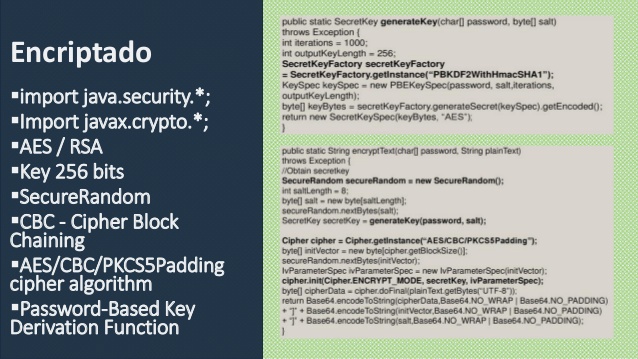 Encriptado
▪import java.security.*;
▪Import javax.crypto.*;
▪AES / RSA
▪Key 256 bits
▪SecureRandom
▪CBC - Cipher Block
Chaining
▪AES/CBC/PKCS5Padding
cipher algorithm
▪Password-Based Key
Derivation Function
public static SecretKey generateKey(char[] password, byte[] salt)
throws Exception {
int iterations = 1000;
int outputKeyLength = 256;
SecretKeyFactory secretKeyFactory
= SecretKeyFactory.getInstance("PBKDF2WithHmacSHA1");
KeySpec keySpec = new PBEKeySpec(password, salt,iterations,
outputKeyLength);
byte[] keyBytes = secretKeyFactory.generateSecret(keySpec).getEncoded();
return new SecretKeySpec(keyBytes, "AES");
}
public static String encryptText(char[] password, String plainText)
throws Exception {
//Obtain secretkey
SecureRandom secureRandom = new SecureRandom();
int saltLength = 8;
byte[] salt = new byte[saltLength];
secureRandom.nextBytes(salt);
SecretKey secretKey = generateKey(password, salt);
Cipher cipher = Cipher.getInstance("AES/CBC/PKCS5Padding");
byte[] initVector = new byte[cipher.getBlockSize()];
secureRandom.nextBytes(initVector);
IvParameterSpec ivParameterSpec = new IvParameterSpec(initVector);
cipher.init(Cipher.ENCRYPT_MODE, secretKey, ivParameterSpec);
byte[] cipherData = cipher.doFinal(plainText.getBytes("UTF-8"));
return Base64.encodeToString(cipherData,Base64.NO_WRAP | Base64.NO_PADDING)
+ "]" + Base64.encodeToString(initVector,Base64.NO_WRAP | Base64.NO_PADDING)
+ "]" + Base64.encodeToString(salt,Base64.NO_WRAP | Base64.NO_PADDING);
}